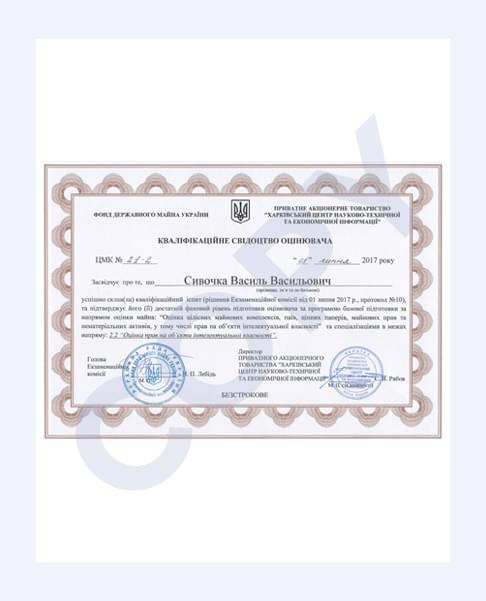 ФОНД ДЕРЖАВНОГО МАЙНА УКРАЇНИ
ПРИВАТНЕ АКЦІОНЕРНЕ ТОВАРИСТВО
"ХАРКІВСЬКИЙ ЦЕНТР НАУКОВО-ТЕХНІЧНОЇ
ТА ЕКОНОМІЧНОЇ ІНФОРМАЦІЇ"
КВАЛІФІКАЦІЙНЕ СВІДОЦТВО ОЦІНЮВАЧА
ЦМК № 21-2
"08" липня 2017 року
Засвідчує про те, що Сивочка Василь Васильович
(прізвище, ім'я та по батькові)
успішно склав(ла) кваліфікаційний іспит (рішення Екзаменаційної комісії від 01 липня 2017 р., протокол №10),
та підтверджує його (її) достатній фаховий рівень підготовки оцінювача за програмою базової підготовки за
напрямом оцінки майна: "Оцінка цілісних майнових комплексів, паїв, цінних паперів, майнових прав та
нематеріальних активів, у тому числі прав на об'єкти інтелектуальної власності" та спеціалізаціями в межах
напряму: 2.2 "Оцінка прав на об'єкти інтелектуальної власності".
Голова
Екзаменаційної
комісії
Н. П. Лебідь
М.П.
Директор
ПРИВАТНОГО АКЦІОНЕРНОГО
ТОВАРИСТВА "ХАРКІВСЬКИЙ
ЦЕНТР НАУКОВО-ТЕХНІЧНОЇ
ТА ЕКОНОМІЧНОЇ ІНФОРМАЦІЇ"
Рябов
БЕЗСТРОКОВЕ
COPY